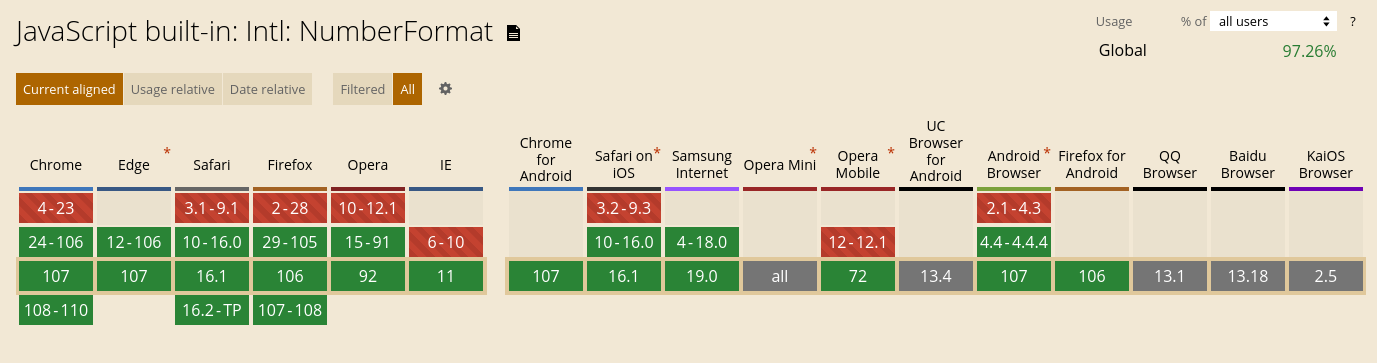 JavaScript built-in: Intl: NumberFormat
Usage % of all users ?
Global 97.26%
Current aligned Usage relative Date relative Filtered All
Chrome Edge * Safari Firefox Opera IE Chrome for Android Safari on iOS * Samsung Internet Opera Mini * Opera Mobile * UC Browser for Android Android Browser * Firefox for Android QQ Browser Baidu Browser KaiOS Browser
4-23 3.1-9.1 2-28 10-12.1 3.2-9.3 2.1-4.3
24-106 12-106 10-16.0 29-105 15-91 6-10 10-16.0 4-18.0 12-12.1 4.4-4.4.4
107 107 16.1 106 92 11 107 16.1 19.0 all 72 13.4 107 106 13.1 13.18 2.5
108-110 16.2-TP 107-108